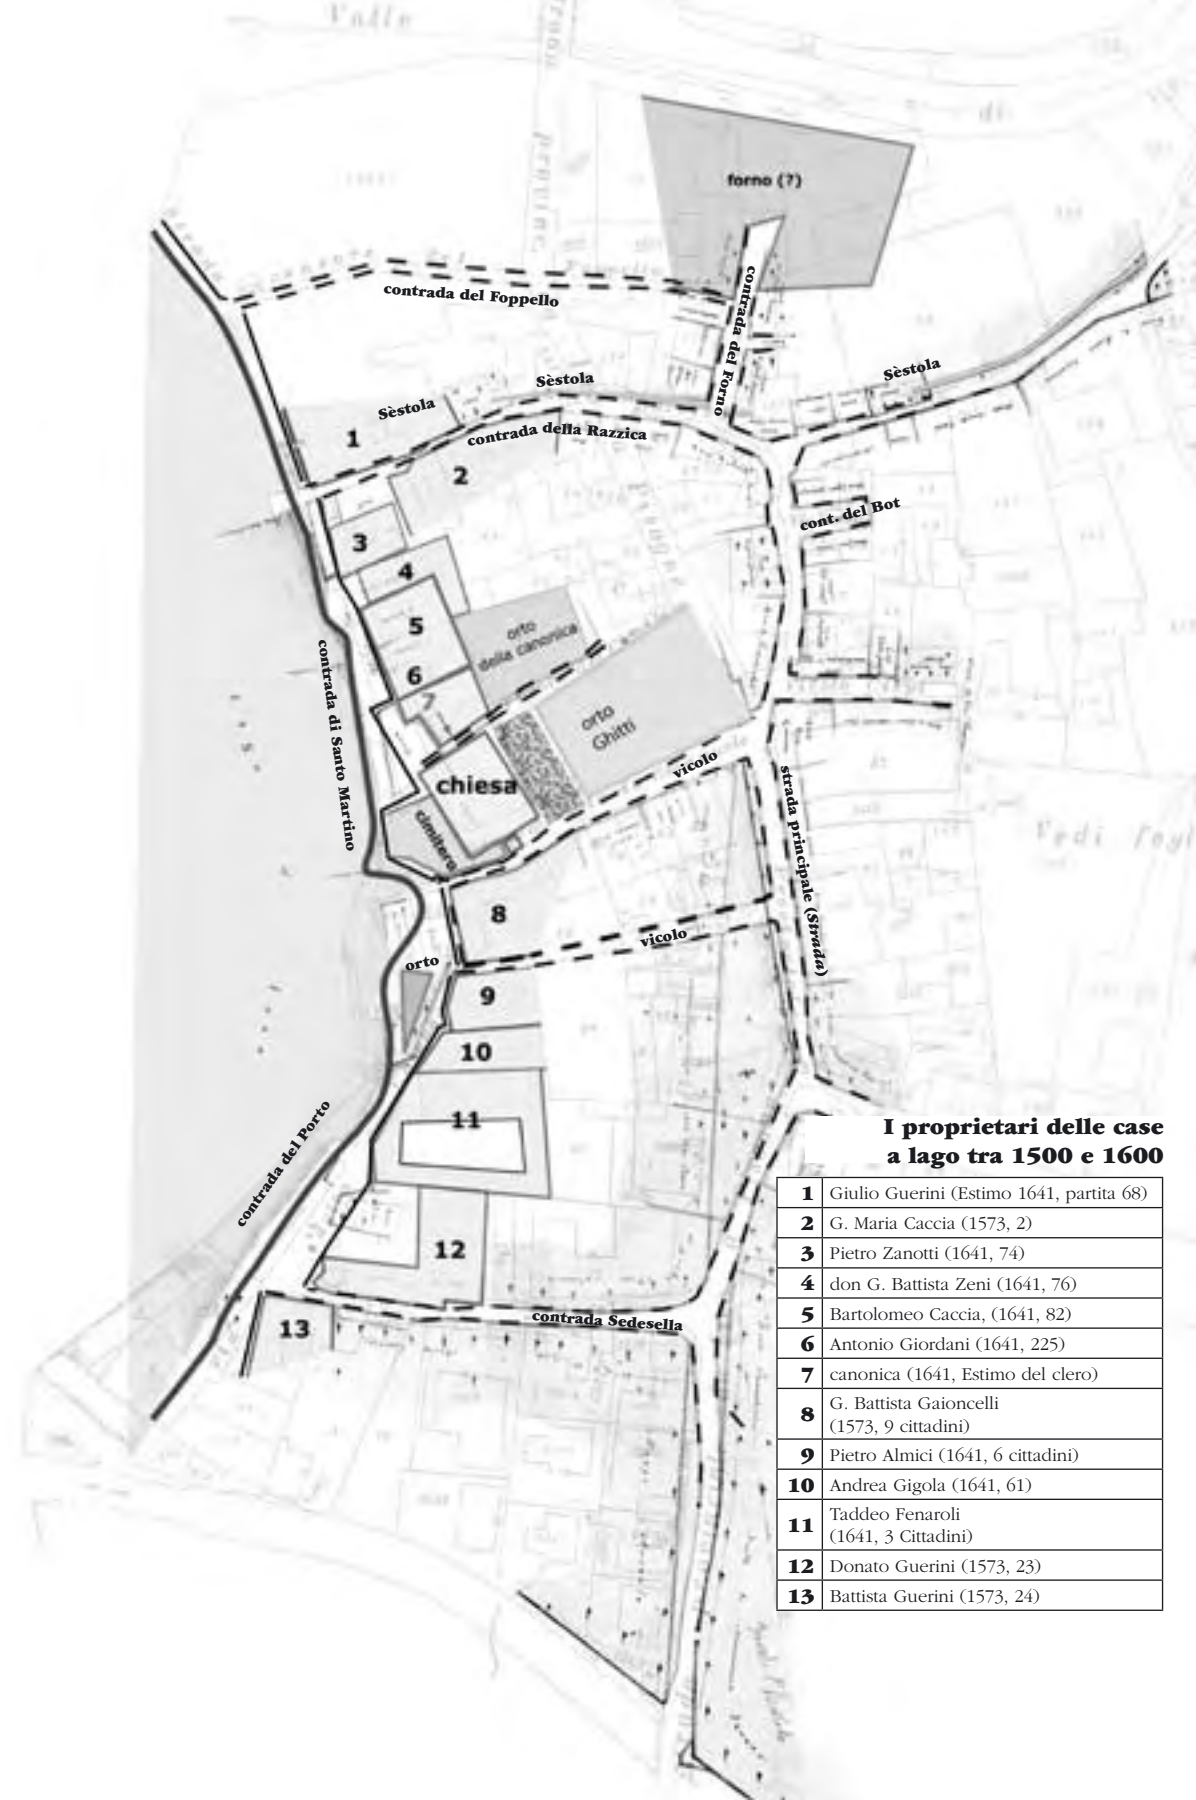 Valle
di
forno (?)
contrada del Foppello
contrada del Forno
Sèstola
Sèstola
Sèstola
1
contrada della Razzica
2
cont. del Bot
3
4
5
orto
della canonica
6
7
orto
Ghitti
contrada di Santo Martino
vicolo
chiesa
cimitero
strada principale (Strada)
8
vicolo
orto
9
10
11
contrada del Porto
12
contrada Sedesella
13
I proprietari delle case
a lago tra 1500 e 1600
1 Giulio Guerini (Estimo 1641, partita 68)
2 G. Maria Caccia (1573, 2)
3 Pietro Zanotti (1641, 74)
4 don G. Battista Zeni (1641, 76)
5 Bartolomeo Caccia, (1641, 82)
6 Antonio Giordani (1641, 225)
7 canonica (1641, Estimo del clero)
8 G. Battista Gaioncelli
(1573, 9 cittadini)
9 Pietro Almici (1641, 6 cittadini)
10 Andrea Gigola (1641, 61)
11 Taddeo Fenaroli
(1641, 3 Cittadini)
12 Donato Guerini (1573, 23)
13 Battista Guerini (1573, 24)